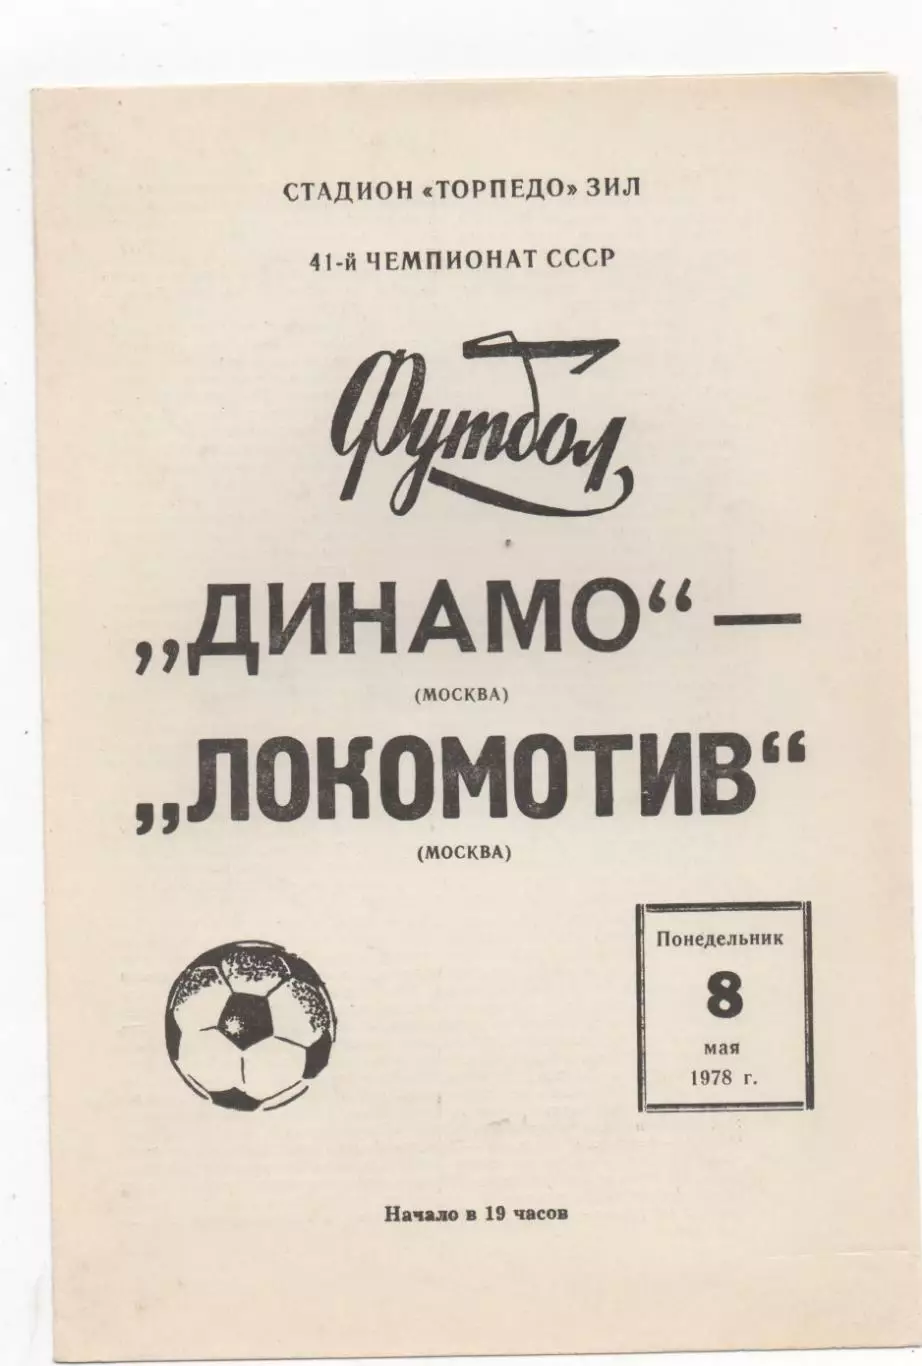 СТАДИОН «ТОРПЕДО» ЗИЛ
41-й ЧЕМПИОНАТ СССР
Футбол
„ДИНАМО“ —
(МОСКВА)
„ЛОКОМОТИВ“
(МОСКВА)
Понедельник
8
мая
1978 г.
Начало в 19 часов